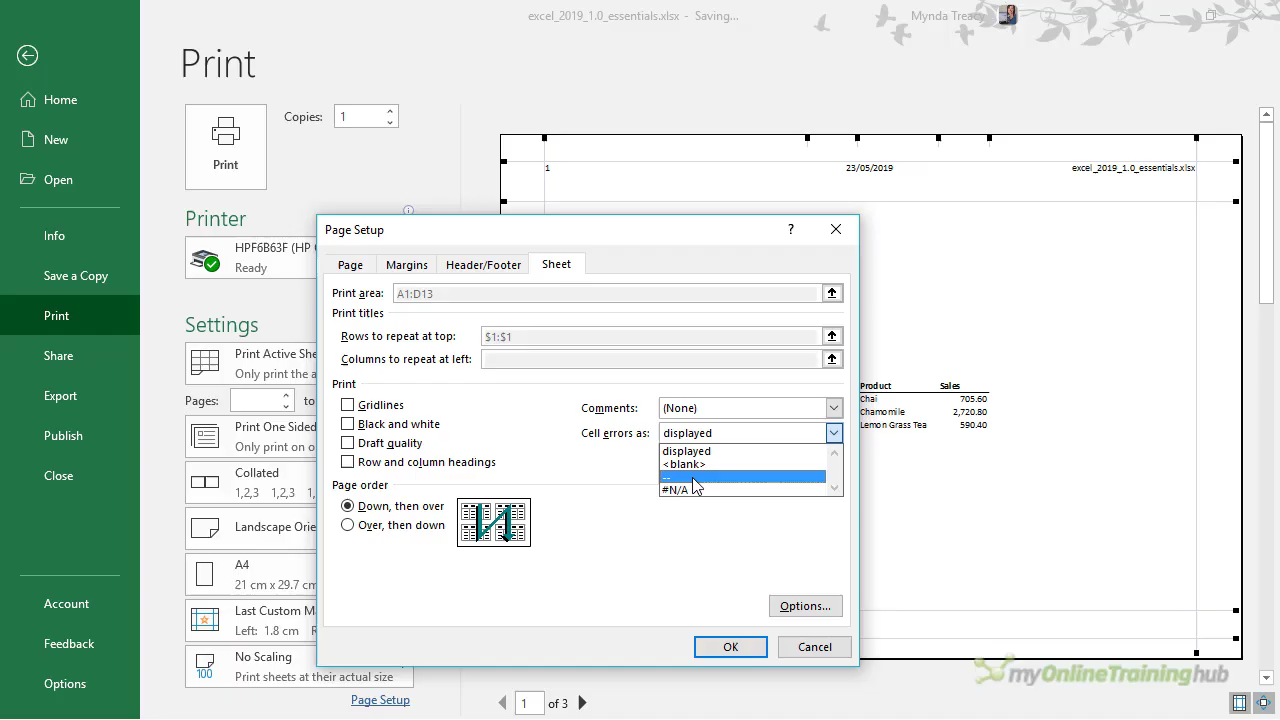 excel_2019_1.0_essentials.xlsx - Saving...
Mynda Treacy
Print
Home
New
Open
Info
Save a Copy
Print
Share
Export
Publish
Close
Account
Feedback
Options
Print
Copies: 1
Printer
HPF6B63F (HP
Ready
Settings
Print Active She
Only print the a
Pages: to
Print One Sided
Only print on o
Collated
1,2,3 1,2,3
Landscape Orie
A4
21 cm x 29.7 cm
Last Custom Ma
Left: 1.8 cm R
No Scaling
100 Print sheets at their actual size
Page Setup
Page Setup ?
Page Margins Header/Footer Sheet
Print area: A1:D13
Print titles
Rows to repeat at top: $1:$1
Columns to repeat at left:
Print
Gridlines
Black and white
Draft quality
Row and column headings
Comments: (None)
Cell errors as: displayed
displayed
<blank>
--
#N/A
Page order
Down, then over
Over, then down
Options...
OK Cancel
1 23/05/2019 excel_2019_1.0_essentials.xlsx
Product Sales
Chai 705.60
Chamomile 2,720.80
Lemon Grass Tea 590.40
1 of 3
myOnlineTraininghub